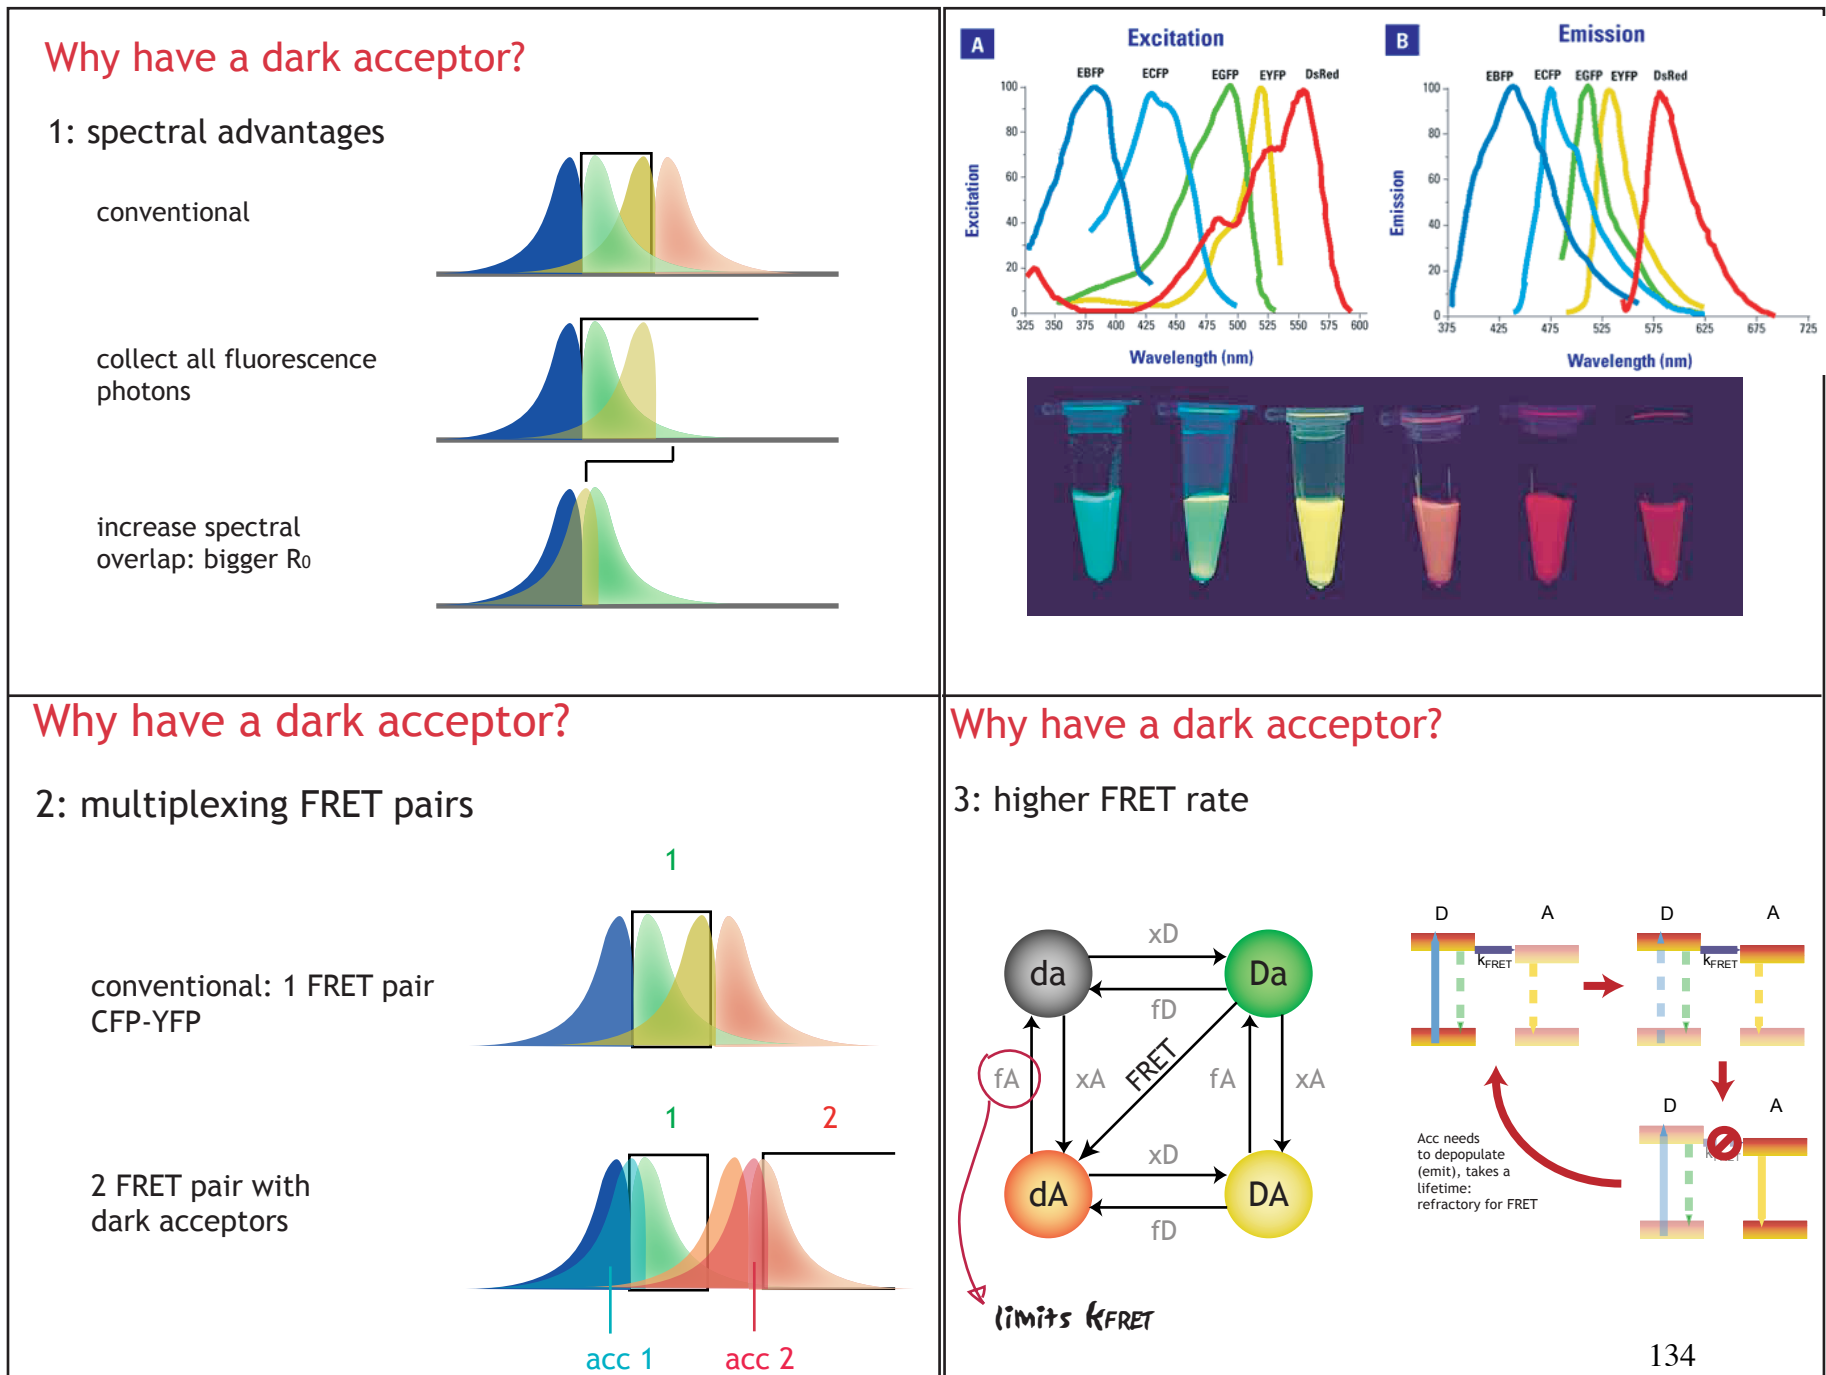 Why have a dark acceptor?
1: spectral advantages
conventional
collect all fluorescence
photons
increase spectral
overlap: bigger R0
A
Excitation
EBFP ECFP EGFP EYFP DsRed
Excitation
100
80
60
40
20
0
325 350 375 400 425 450 475 500 525 550 575 600
Wavelength (nm)
B
Emission
EBFP ECFP EGFP EYFP DsRed
Emission
100
80
60
40
20
0
375 425 475 525 575 625 675 725
Wavelength (nm)
Why have a dark acceptor?
2: multiplexing FRET pairs
1
conventional: 1 FRET pair
CFP-YFP
1 2
2 FRET pair with
dark acceptors
acc 1 acc 2
Why have a dark acceptor?
3: higher FRET rate
da
xD
Da
fD
fA
xA
FRET
fA
xA
dA
xD
DA
fD
limits kFRET
D A
kFRET
D A
kFRET
D A
kFRET
Acc needs
to depopulate
(emit), takes a
lifetime:
refractory for FRET
134